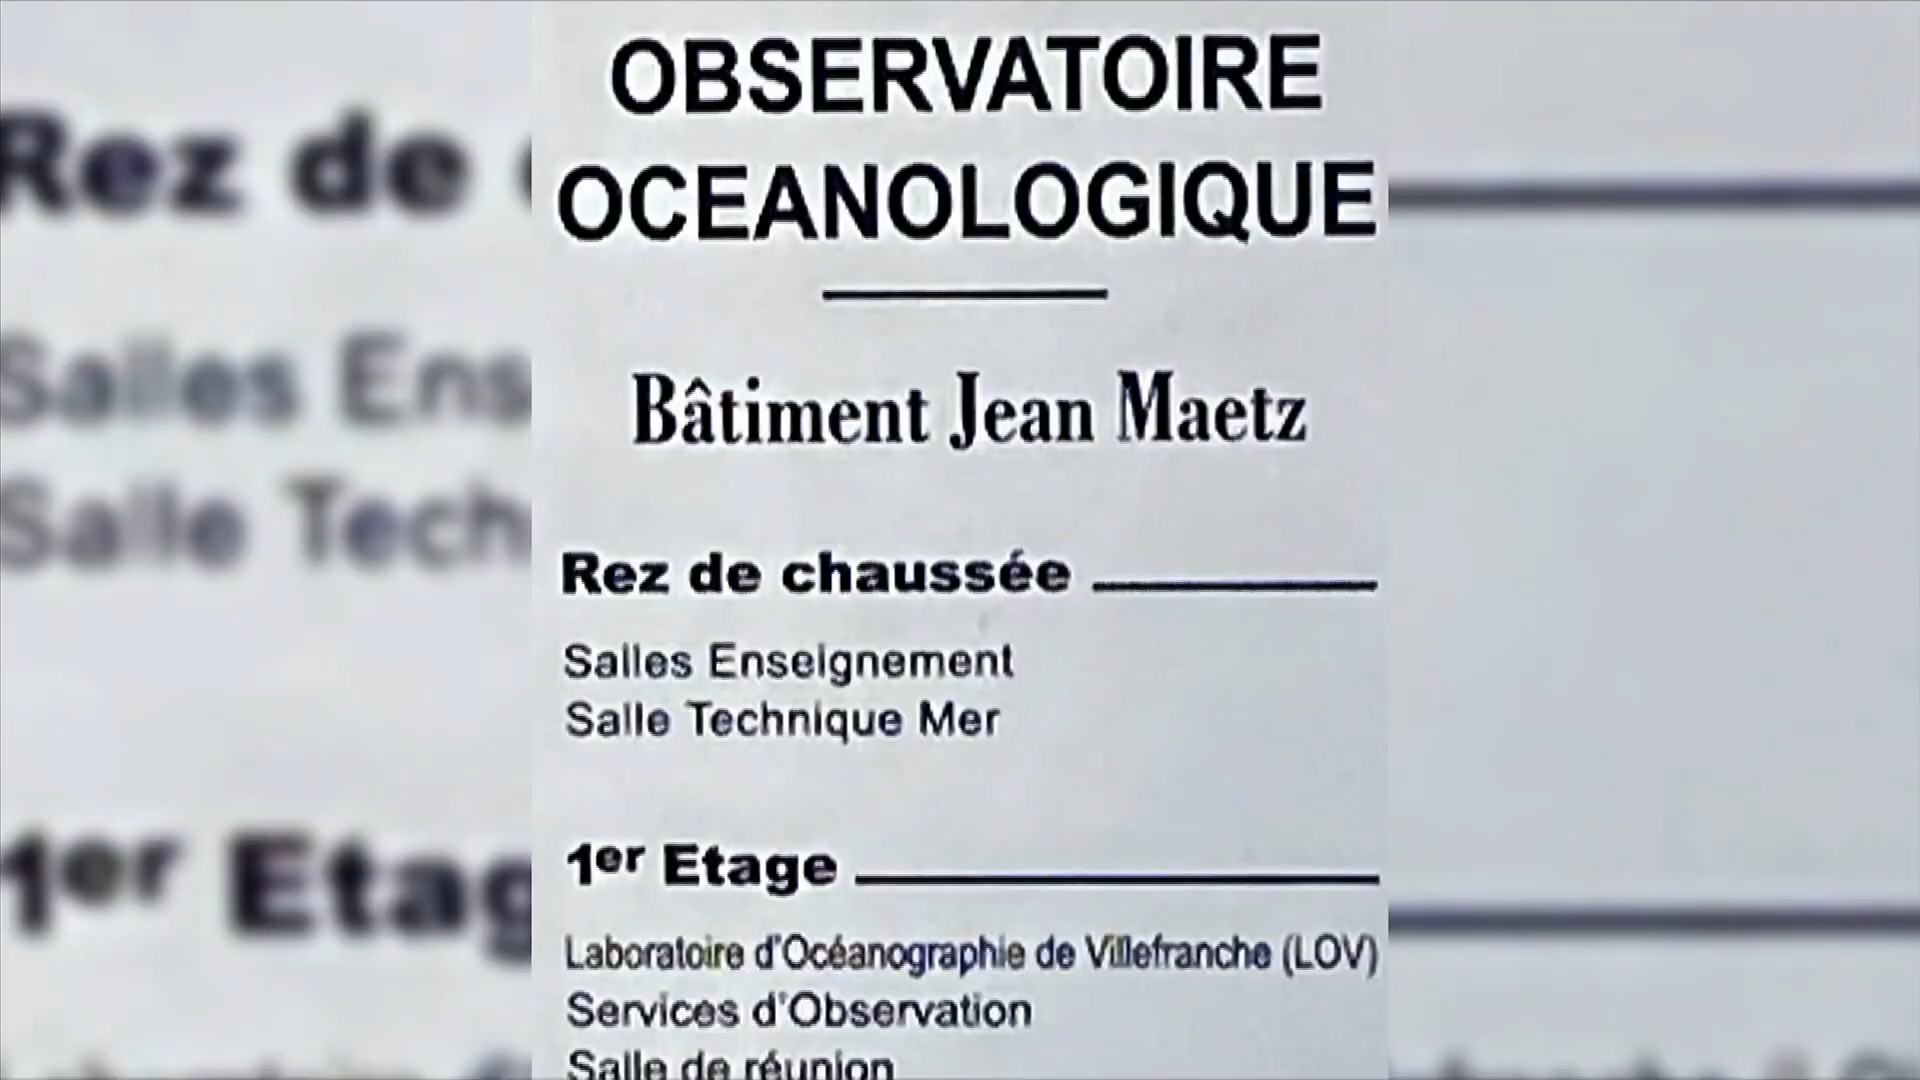 OBSERVATOIRE
OCEANOLOGIQUE
Bâtiment Jean Maetz
Rez de chaussée
Salles Enseignement
Salle Technique Mer
1er Etage
Laboratoire d'Océanographie de Villefranche (LOV)
Services d'Observation
Salle de réunion